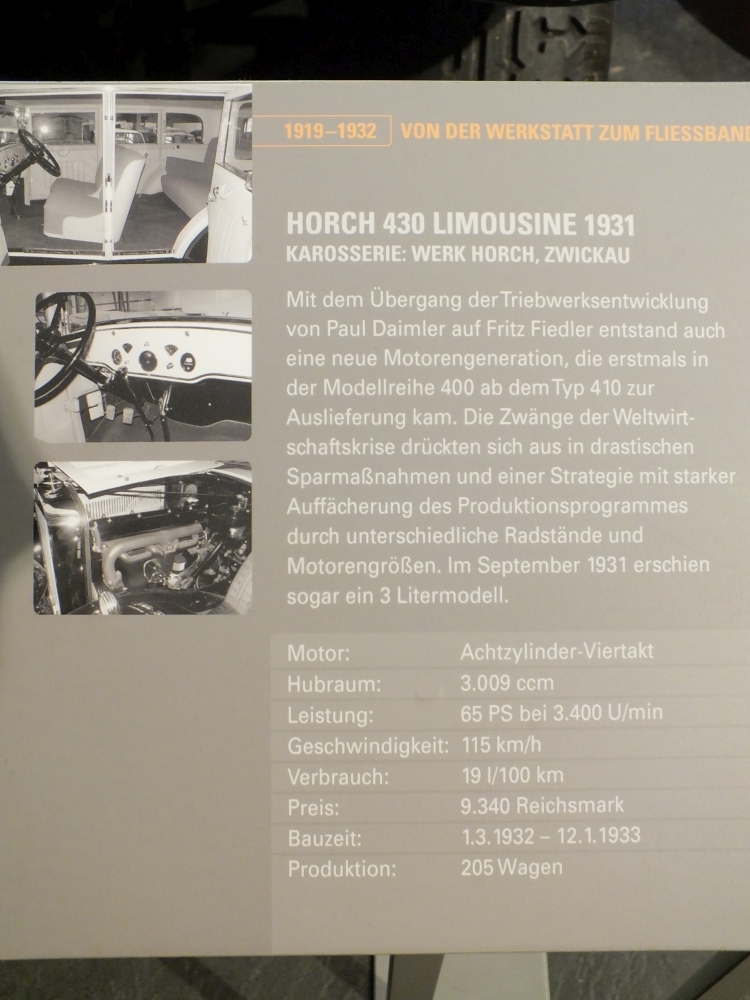 1919–1932 VON DER WERKSTATT ZUM FLIESSBAND
HORCH 430 LIMOUSINE 1931
KAROSSERIE: WERK HORCH, ZWICKAU
Mit dem Übergang der Triebwerksentwicklung
von Paul Daimler auf Fritz Fiedler entstand auch
eine neue Motorengeneration, die erstmals in
der Modellreihe 400 ab dem Typ 410 zur
Auslieferung kam. Die Zwänge der Weltwirt-
schaftskrise drückten sich aus in drastischen
Sparmaßnahmen und einer Strategie mit starker
Auffächerung des Produktionsprogrammes
durch unterschiedliche Radstände und
Motorengrößen. Im September 1931 erschien
sogar ein 3 Litermodell.
Motor: Achtzylinder-Viertakt
Hubraum: 3.009 ccm
Leistung: 65 PS bei 3.400 U/min
Geschwindigkeit: 115 km/h
Verbrauch: 19 l/100 km
Preis: 9.340 Reichsmark
Bauzeit: 1.3.1932 – 12.1.1933
Produktion: 205 Wagen